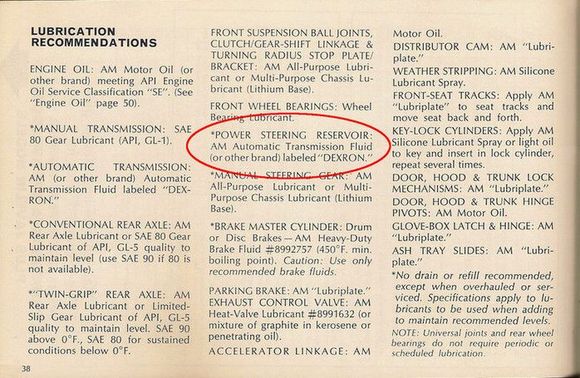 LUBRICATION
RECOMMENDATIONS
ENGINE OIL: AM Motor Oil (or
other brand) meeting API Engine
Oil Service Classification "SE". (See
"Engine Oil" page 50).
*MANUAL TRANSMISSION: SAE
80 Gear Lubricant (API, GL-1).
*AUTOMATIC TRANSMISSION:
AM (or other brand) Automatic
Transmission Fluid labeled "DEX-
RON."
*CONVENTIONAL REAR AXLE: AM
Rear Axle Lubricant or SAE 80 Gear
Lubricant of API, GL-5 quality to
maintain level (use SAE 90 if 80 is
not available).
*"TWIN-GRIP" REAR AXLE: AM
Rear Axle Lubricant or Limited-
Slip Gear Lubricant of API, GL-5
quality to maintain level. SAE 90
above 0°F., SAE 80 for sustained
conditions below 0°F.
38
FRONT SUSPENSION BALL JOINTS,
CLUTCH/GEAR-SHIFT LINKAGE &
TURNING RADIUS STOP PLATE/
BRACKET: AM All-Purpose Lubri-
cant or Multi-Purpose Chassis Lu-
bricant (Lithium Base).
FRONT WHEEL BEARINGS: Wheel
Bearing Lubricant.
*POWER STEERING RESERVOIR:
AM Automatic Transmission Fluid
(or other brand) labeled "DEXRON."
*MANUAL STEERING GEAR: AM
All-Purpose Lubricant or Multi-
Purpose Chassis Lubricant (Lithium
Base).
*BRAKE MASTER CYLINDER: Drum
or Disc Brakes — AM Heavy-Duty
Brake Fluid #8992757 (450°F. min.
boiling point). Caution: Use only
recommended brake fluids.
PARKING BRAKE: AM "Lubriplate."
EXHAUST CONTROL VALVE: AM
Heat-Valve Lubricant #8991632 (or
mixture of graphite in kerosene or
penetrating oil).
ACCELERATOR LINKAGE: AM
Motor Oil.
DISTRIBUTOR CAM: AM "Lubri-
plate."
WEATHER STRIPPING: AM Silicone
Lubricant Spray.
FRONT-SEAT TRACKS: Apply AM
"Lubriplate" to seat tracks and
move seat back and forth.
KEY-LOCK CYLINDERS: Apply AM
Silicone Lubricant Spray or light oil
to key and insert in lock cylinder,
repeat several times.
DOOR, HOOD & TRUNK LOCK
MECHANISMS: AM "Lubriplate."
DOOR, HOOD & TRUNK HINGE
PIVOTS: AM Motor Oil.
GLOVE-BOX LATCH & HINGE: AM
"Lubriplate."
ASH TRAY SLIDES: AM "Lubri-
plate."
*No drain or refill recommended,
except when overhauled or ser-
viced. Specifications apply to lu-
bricants to be used when adding
to maintain recommended levels.
NOTE: Universal joints and rear wheel
bearings do not require periodic or
scheduled lubrication.